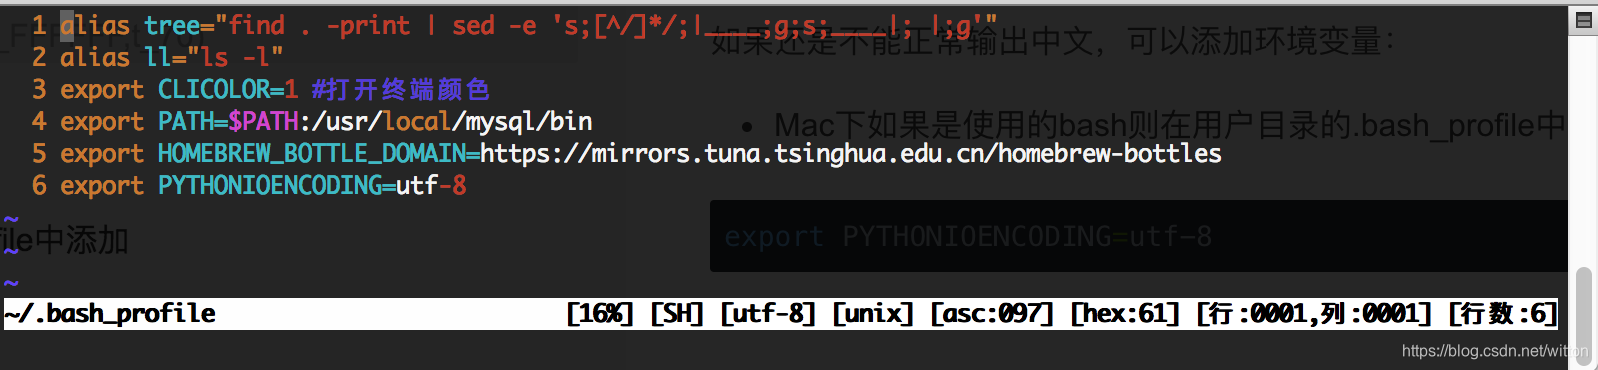 1 alias tree="find . -print | sed -e 's;[^/]*/;|____;g;s;____|; |;g'"
2 alias ll="ls -l"
3 export CLICOLOR=1 #打开终端颜色
4 export PATH=$PATH:/usr/local/mysql/bin
5 export HOMEBREW_BOTTLE_DOMAIN=https://mirrors.tuna.tsinghua.edu.cn/homebrew-bottles
6 export PYTHONIOENCODING=utf-8
~
~
~
~/.bash_profile [16%] [SH] [utf-8] [unix] [asc:097] [hex:61] [行:0001,列:0001] [行数:6]
如果还是不能正常输出中文，可以添加环境变量：
• Mac下如果是使用的bash则在用户目录的.bash_profile中
file中添加
export PYTHONIOENCODING=utf-8
https://blog.csdn.net/witton